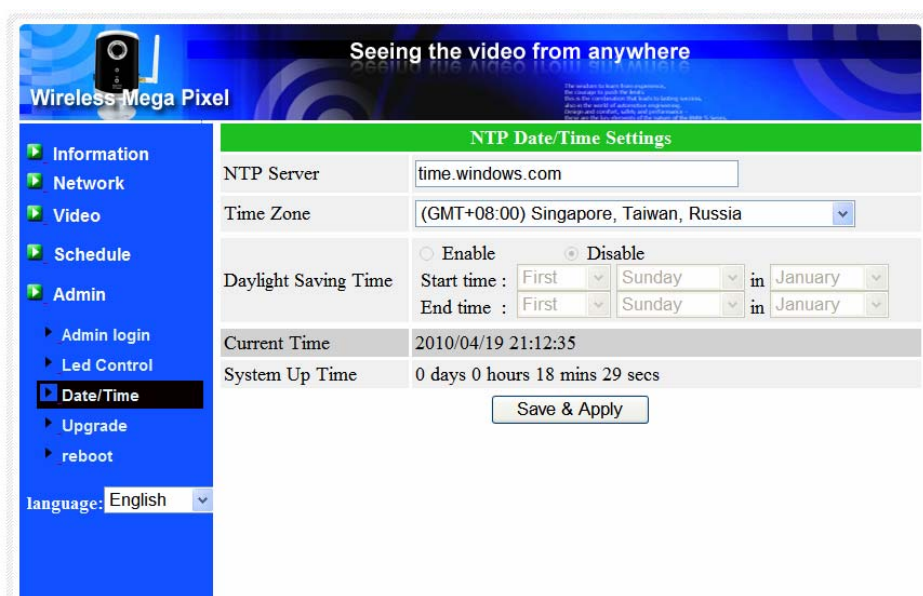 Seeing the video from anywhere
Wireless Mega Pixel
Information
Network
Video
Schedule
Admin
Admin login
Led Control
Date/Time
Upgrade
reboot
language: English
NTP Date/Time Settings
NTP Server time.windows.com
Time Zone (GMT+08:00) Singapore, Taiwan, Russia
Daylight Saving Time
Enable Disable
Start time : First Sunday in January
End time : First Sunday in January
Current Time 2010/04/19 21:12:35
System Up Time 0 days 0 hours 18 mins 29 secs
Save & Apply